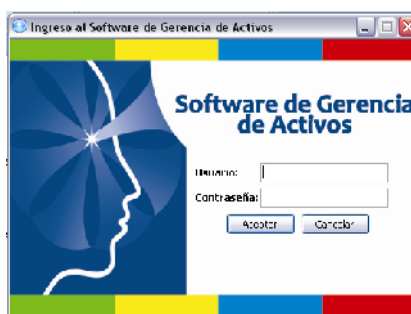 Ingreso al Software de Gerencia de Activos
Software de Gerencia
de Activos
Usuario:
Contraseña:
Aceptar Cancelar